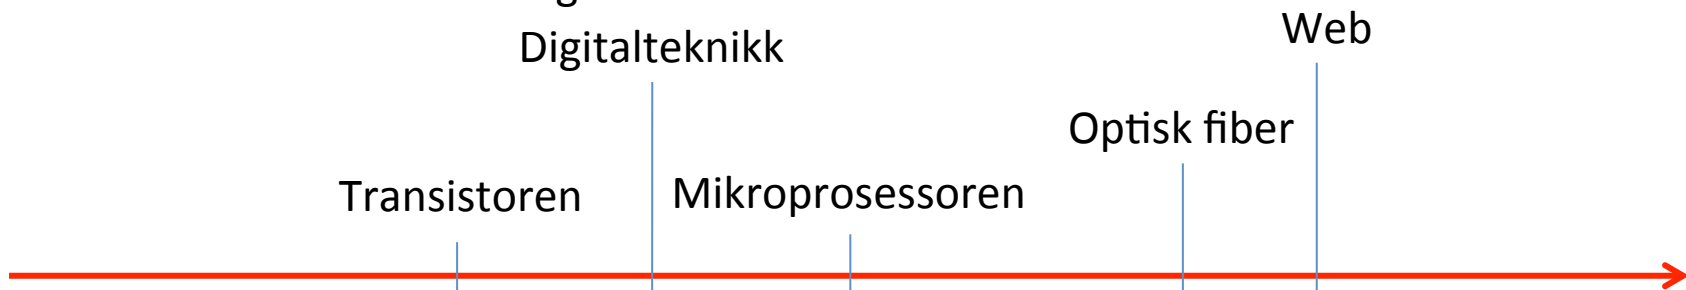 Digitalteknikk
Web
Optisk fiber
Transistoren
Mikroprosessoren